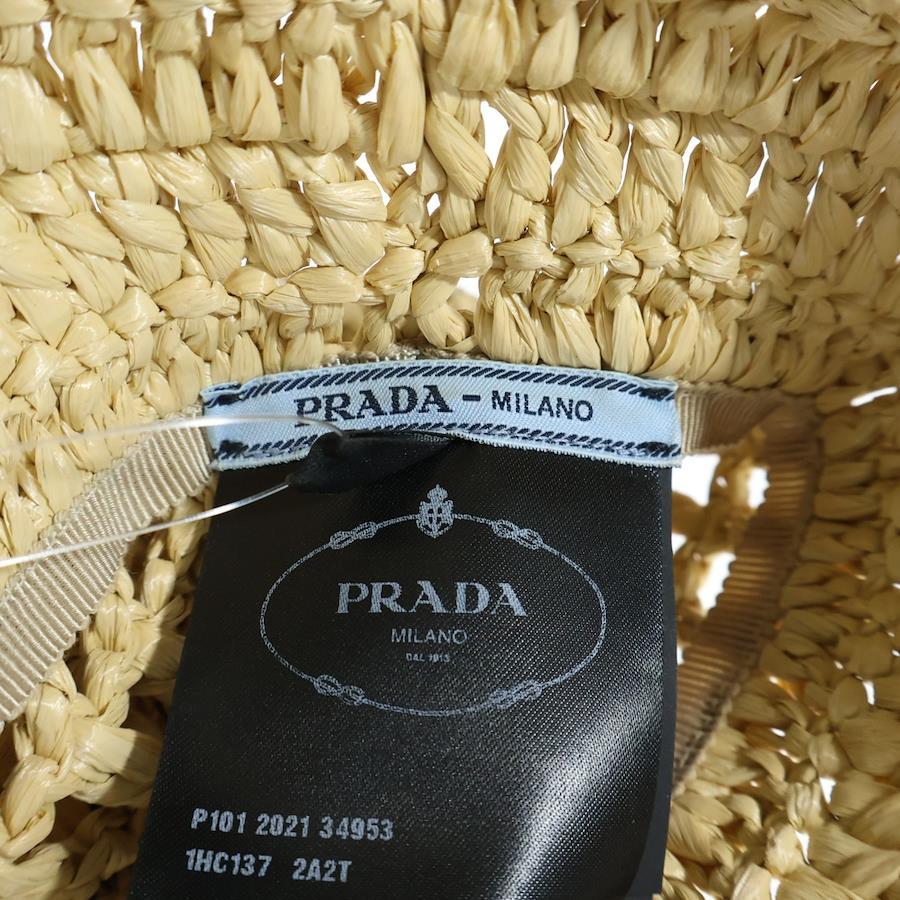 PRADA - MILANO
PRADA
MILANO
DAL 1913
P101 2021 34953
1HC137 2A2T